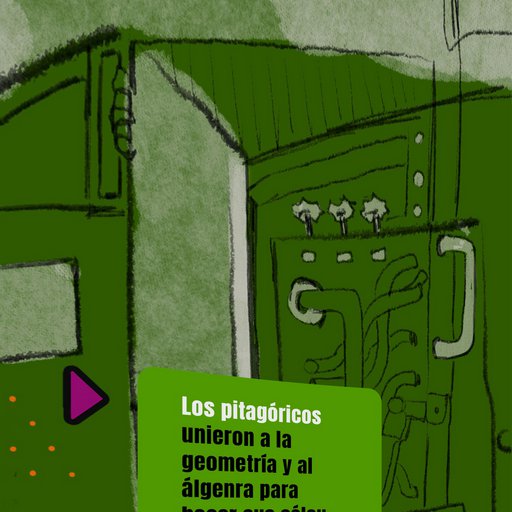 Los pitagóricos
unieron a la
geometría y al
álgenra para